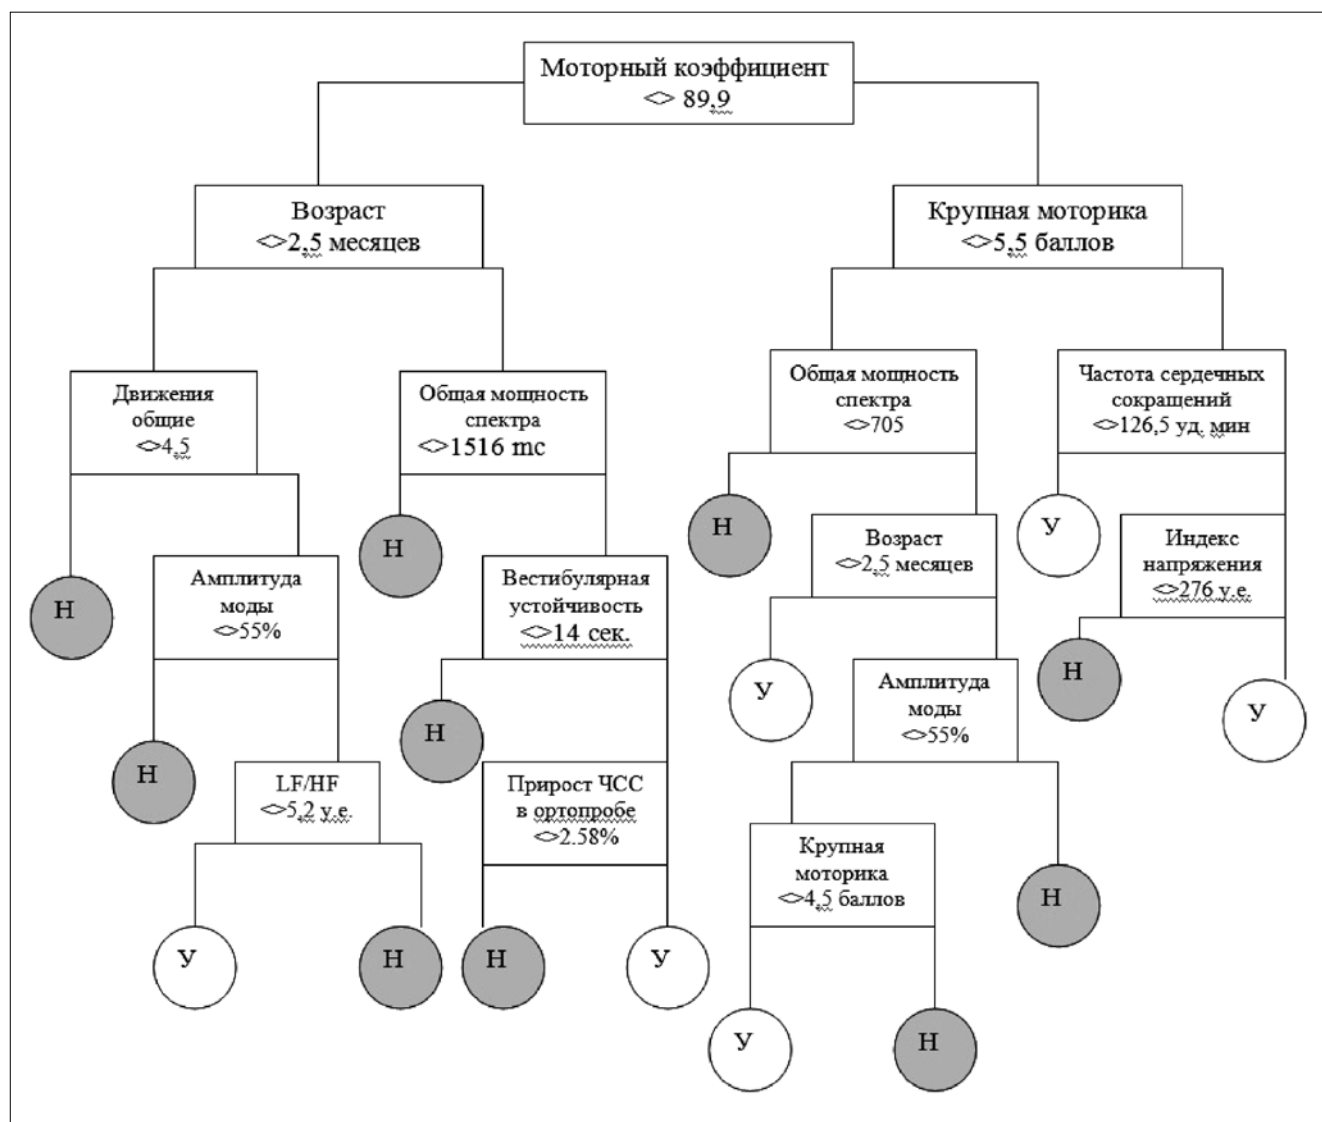 Моторный коэффициент
<> 89,9
Возраст
<>2,5 месяцев
Крупная моторика
<>5,5 баллов
Движения
общие
<>4,5
Общая мощность
спектра
<>1516 mc
Общая мощность
спектра
<>705
Частота сердечных
сокращений
<>126,5 уд. мин
Н
Н
Н
У
Амплитуда
моды
<>55%
Вестибулярная
устойчивость
<>14 сек.
Возраст
<>2,5 месяцев
Индекс
напряжения
<>276 у.е.
Н
Н
У
Н
У
LF/HF
<>5,2 у.е.
Прирост ЧСС
в ортопробе
<>2.58%
Амплитуда
моды
<>55%
Крупная
моторика
<>4,5 баллов
Н
У
Н
Н
У
У
Н